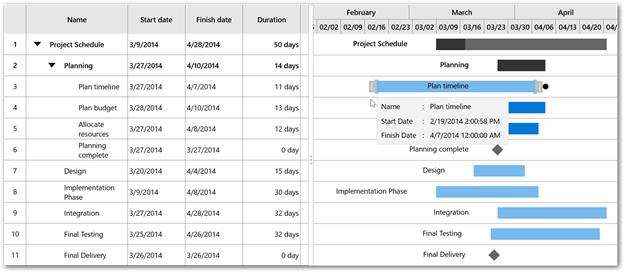 Name Start date Finish date Duration
February March April
02/02 02/09 02/16 02/23 03/02 03/09 03/16 03/23 03/30 04/06 04/13 04/20
1 Project Schedule 3/9/2014 4/28/2014 50 days Project Schedule
2 Planning 3/27/2014 4/10/2014 14 days Planning
3 Plan timeline 3/27/2014 4/7/2014 11 days Plan timeline
4 Plan budget 3/28/2014 4/10/2014 13 days
Name : Plan timeline
Start Date : 2/19/2014 2:00:58 PM
Finish Date : 4/7/2014 12:00:00 AM
5 Allocate
resources 3/27/2014 4/8/2014 12 days
6 Planning
complete 3/27/2014 3/27/2014 0 day Planning complete
7 Design 3/20/2014 4/4/2014 15 days Design
8 Implementation
Phase 3/9/2014 4/8/2014 30 days Implementation Phase
9 Integration 3/27/2014 4/28/2014 32 days Integration
10 Final Testing 3/25/2014 4/26/2014 32 days Final Testing
11 Final Delivery 3/26/2014 3/26/2014 0 day Final Delivery